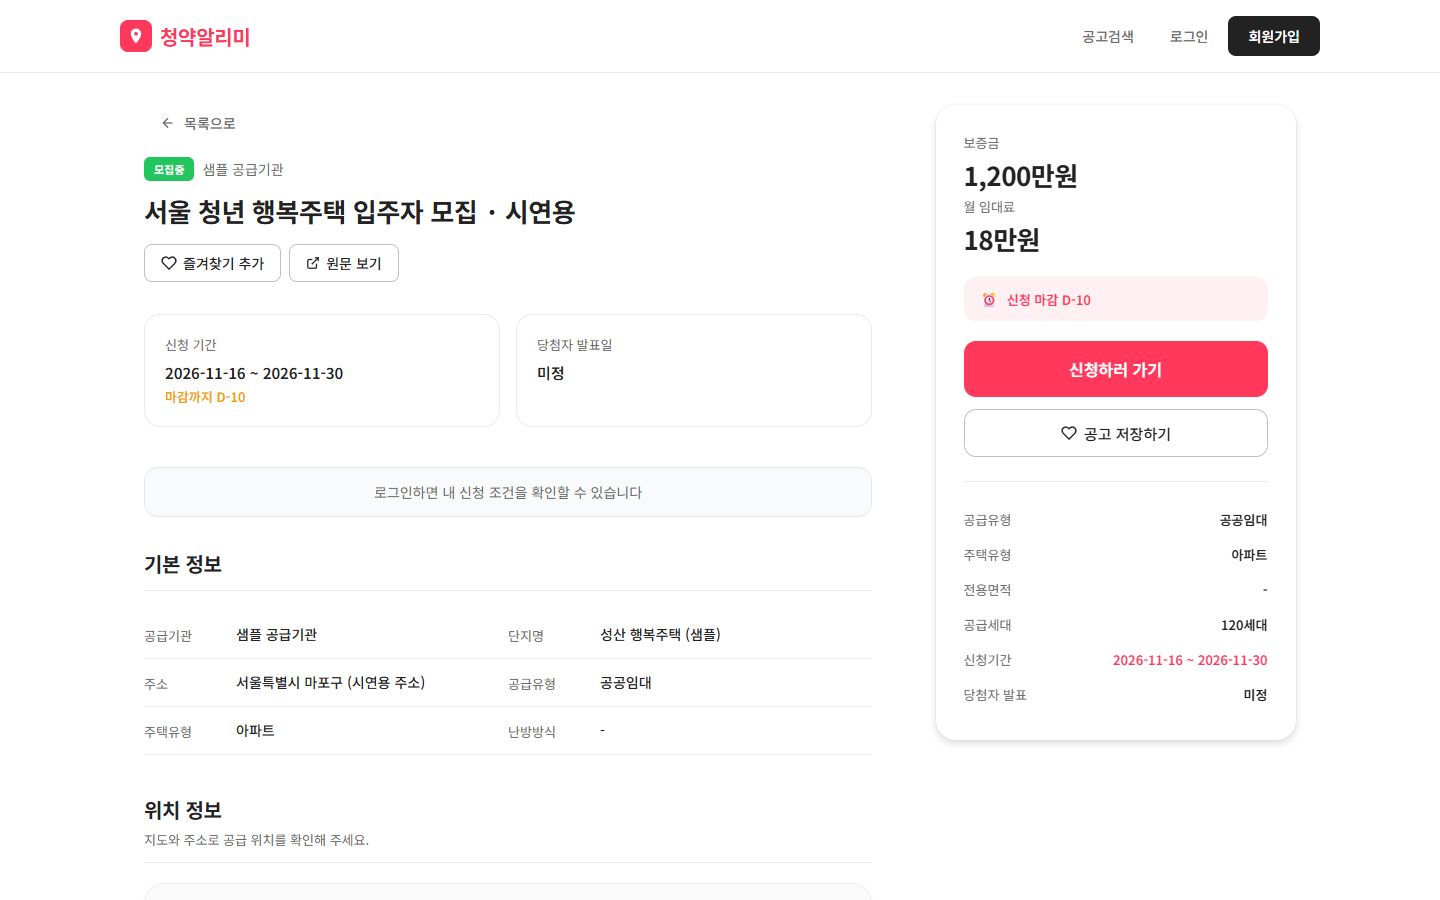 청약알리미
공고검색
로그인
회원가입
목록으로
모집중 샘플 공급기관
서울 청년 행복주택 입주자 모집 · 시연용
즐겨찾기 추가
원문 보기
신청 기간
2026-11-16 ~ 2026-11-30
마감까지 D-10
당첨자 발표일
미정
로그인하면 내 신청 조건을 확인할 수 있습니다
기본 정보
공급기관 샘플 공급기관 단지명 성산 행복주택 (샘플)
주소 서울특별시 마포구 (시연용 주소) 공급유형 공공임대
주택유형 아파트 난방방식 -
위치 정보
지도와 주소로 공급 위치를 확인해 주세요.
보증금
1,200만원
월 임대료
18만원
신청 마감 D-10
신청하러 가기
공고 저장하기
공급유형 공공임대
주택유형 아파트
전용면적 -
공급세대 120세대
신청기간 2026-11-16 ~ 2026-11-30
당첨자 발표 미정